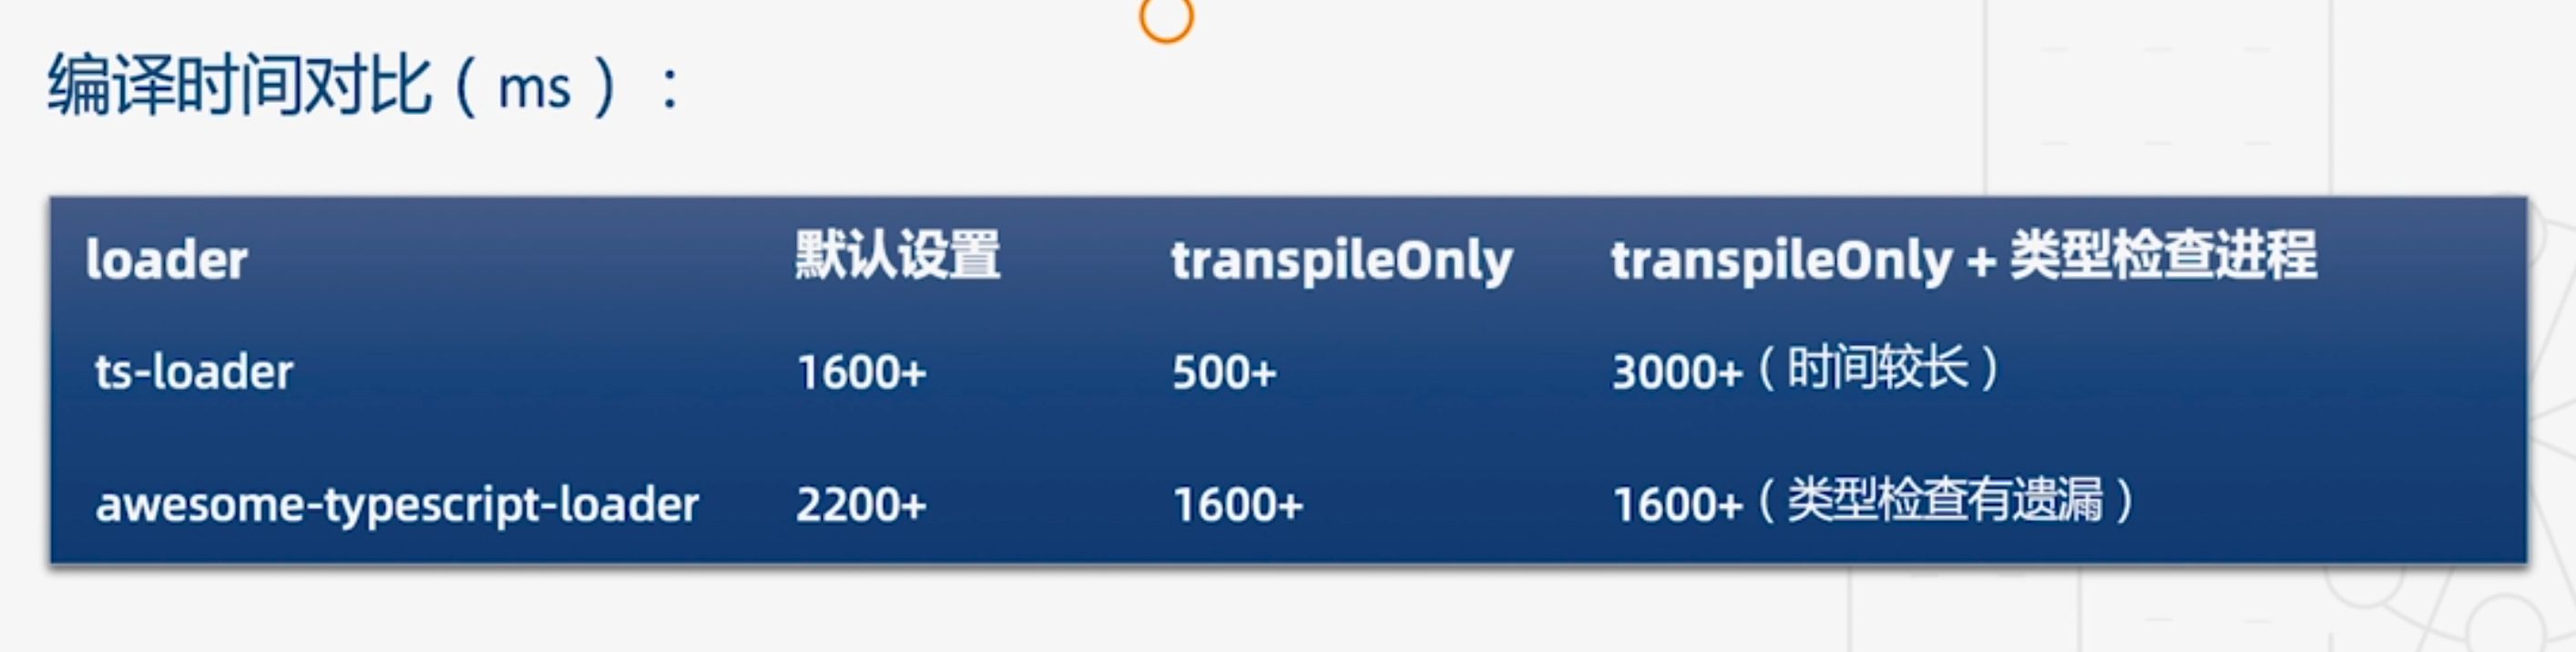 编译时间对比（ms）：
loader 默认设置 transpileOnly transpileOnly + 类型检查进程
ts-loader 1600+ 500+ 3000+（时间较长）
awesome-typescript-loader 2200+ 1600+ 1600+（类型检查有遗漏）